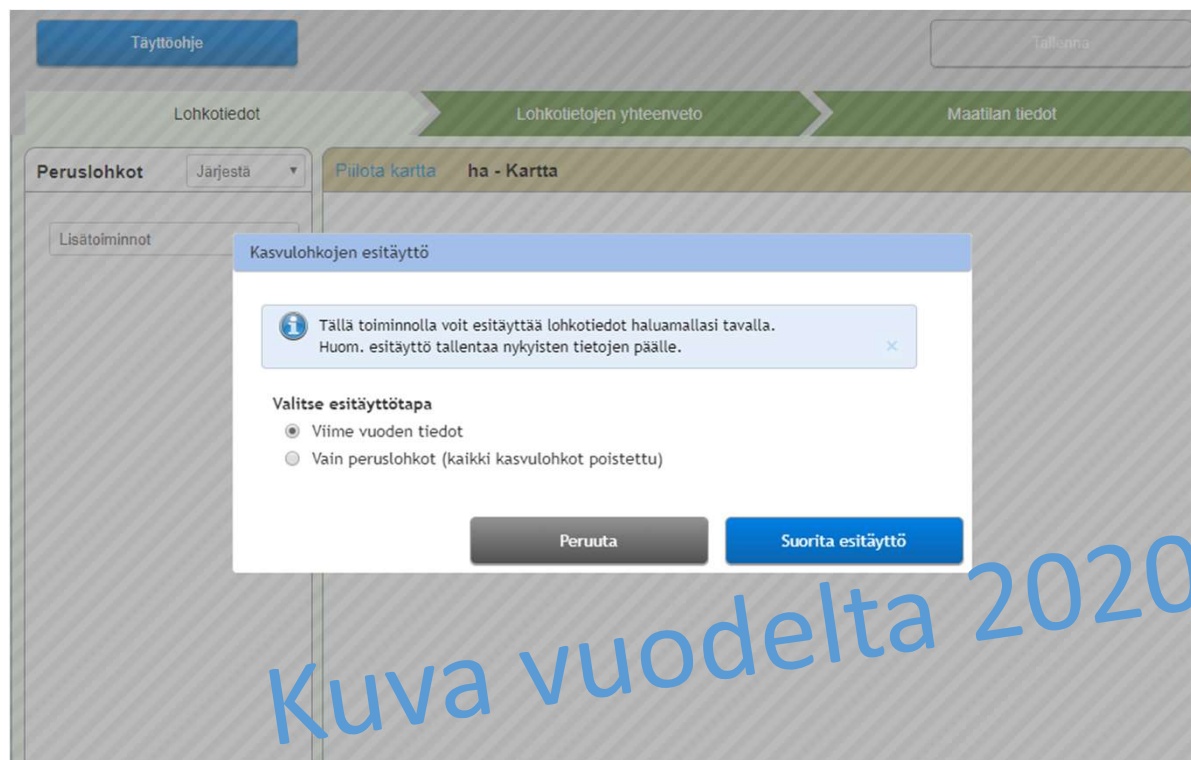 Täyttöohje
Tallenna
Lohkotiedot
Lohkotietojen yhteenveto
Maatilan tiedot
Peruslohkot
Järjestä
Piilota kartta
ha - Kartta
Lisätoiminnot
Kasvulohkojen esitäyttö
Tällä toiminnolla voit esitäyttää lohkotiedot haluamallasi tavalla.
Huom. esitäyttö tallentaa nykyisten tietojen päälle.
Valitse esitäyttötapa
Viime vuoden tiedot
Vain peruslohkot (kaikki kasvulohkot poistettu)
Peruuta
Suorita esitäyttö
Kuva vuodelta 2020